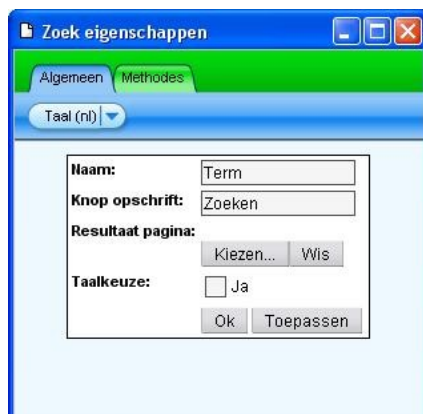 Zoek eigenschappen
Algemeen Methodes
Taal (nl)
Naam: Term
Knop opschrift: Zoeken
Resultaat pagina:
Kiezen... Wis
Taalkeuze: Ja
Ok Toepassen